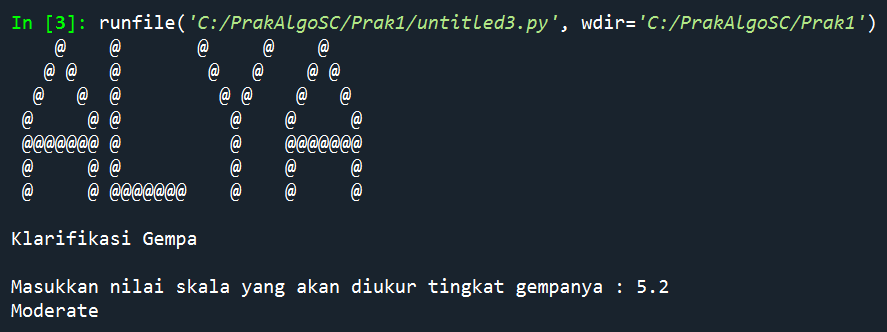 In [3]: runfile('C:/PrakAlgoSC/Prak1/untitled3.py', wdir='C:/PrakAlgoSC/Prak1')
    @    @       @     @    @
   @ @   @        @   @    @ @
  @   @  @         @ @    @   @
 @     @ @          @    @     @
 @@@@@@@ @          @    @@@@@@@
 @     @ @          @    @     @
 @     @ @@@@@@@    @    @     @
Klarifikasi Gempa
Masukkan nilai skala yang akan diukur tingkat gempanya : 5.2
Moderate